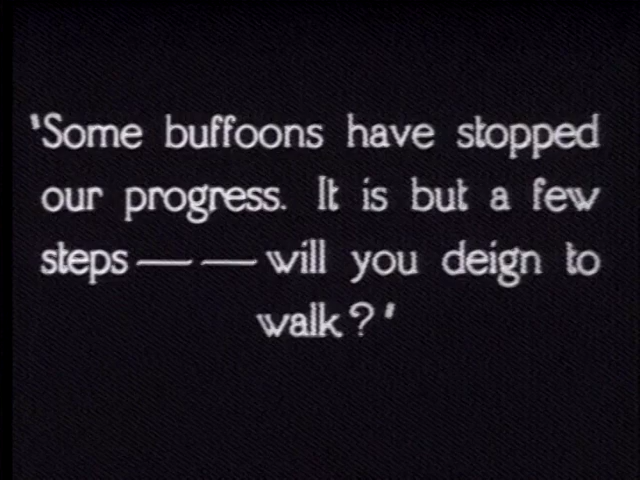 'Some buffoons have stopped
our progress. It is but a few
steps — — will you deign to
walk?'